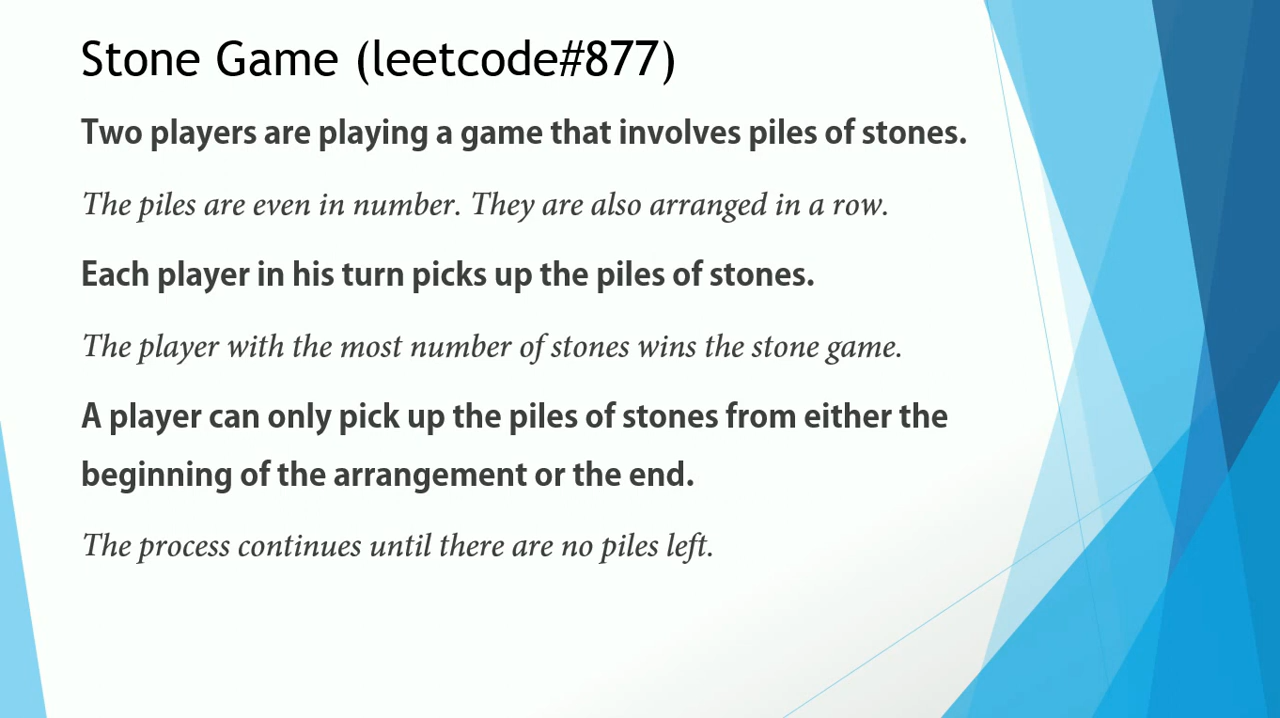 Stone Game (leetcode#877)
Two players are playing a game that involves piles of stones.
The piles are even in number. They are also arranged in a row.
Each player in his turn picks up the piles of stones.
The player with the most number of stones wins the stone game.
A player can only pick up the piles of stones from either the
beginning of the arrangement or the end.
The process continues until there are no piles left.